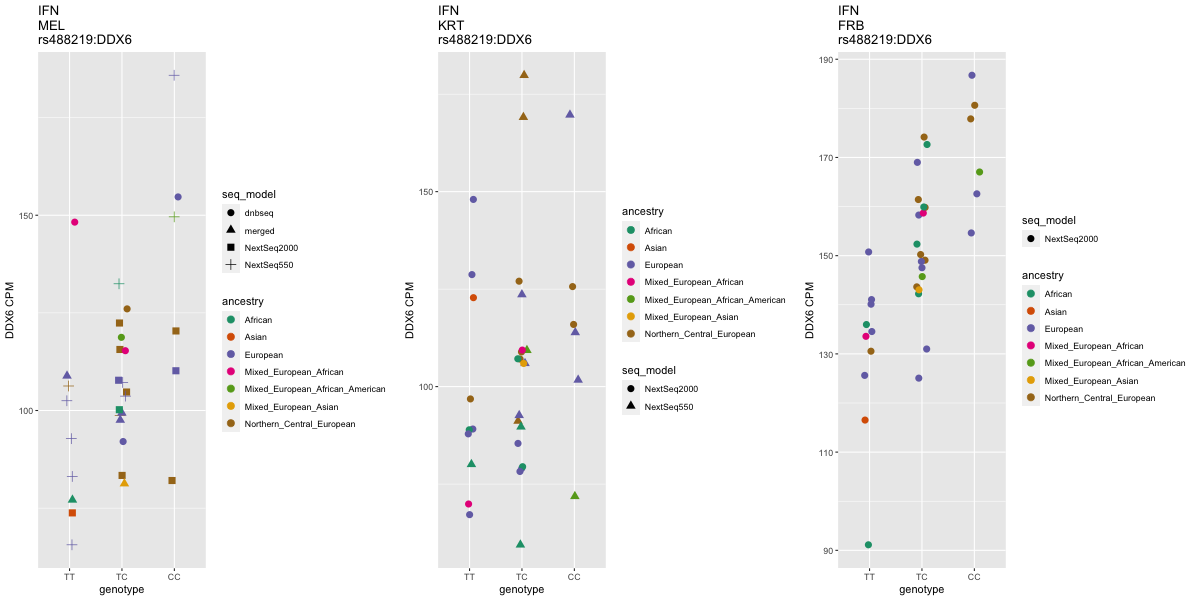 IFN
MEL
rs488219:DDX6
DDX6 CPM
150
100
TT
TC
CC
genotype
seq_model
dnbseq
merged
NextSeq2000
NextSeq550
ancestry
African
Asian
European
Mixed_European_African
Mixed_European_African_American
Mixed_European_Asian
Northern_Central_European
IFN
KRT
rs488219:DDX6
DDX6 CPM
150
100
TT
TC
CC
genotype
ancestry
African
Asian
European
Mixed_European_African
Mixed_European_African_American
Mixed_European_Asian
Northern_Central_European
seq_model
NextSeq2000
NextSeq550
IFN
FRB
rs488219:DDX6
DDX6 CPM
190
170
150
130
110
90
TT
TC
CC
genotype
seq_model
NextSeq2000
ancestry
African
Asian
European
Mixed_European_African
Mixed_European_African_American
Mixed_European_Asian
Northern_Central_European